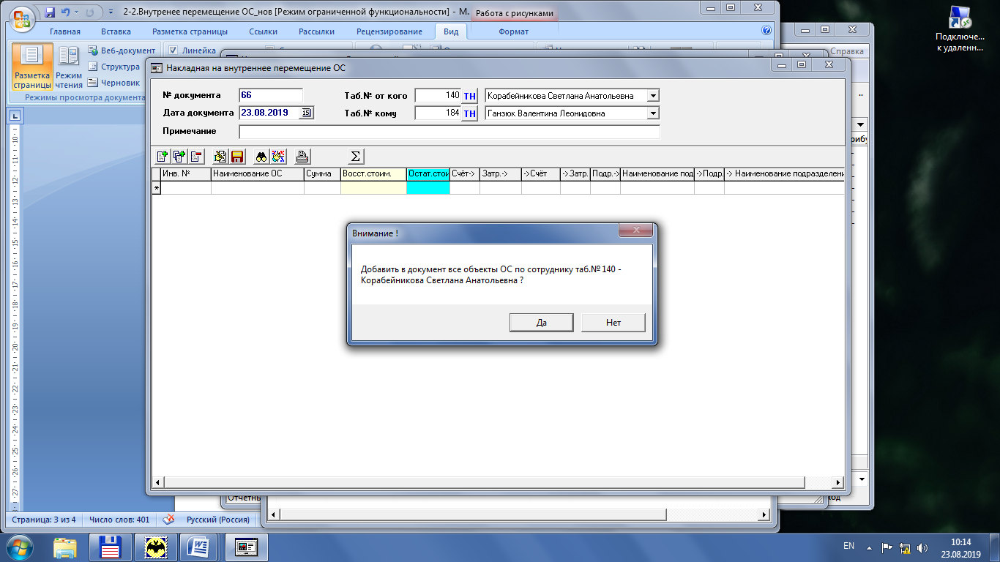 2-2.Внутренее перемещение ОС_нов [Режим ограниченной функциональности] - М.
Работа с рисунками
Главная Вставка Разметка страницы Ссылки Рассылки Рецензирование Вид Формат
Веб-документ
Структура
Черновик
Линейка
Разметка страницы
Режим чтения
Режимы просмотра документа
Справка
Подключе...
к удаленн...
Накладная на внутреннее перемещение ОС
№ документа 66 Таб.№ от кого 140 ТН Корабейникова Светлана Анатольевна
Дата документа 23.08.2019 15 Таб.№ кому 184 ТН Ганзюк Валентина Леонидовна
Примечание
Σ
Инв. № Наименование ОС Сумма Восст.стоим. Остат.стои Счёт-> Затр.-> ->Счёт ->Затр. Подр.-> Наименование под ->Подр. -> Наименование подразделени
*
Внимание !
Добавить в документ все объекты ОС по сотруднику таб.№ 140 -
Корабейникова Светлана Анатольевна ?
Да Нет
Страница: 3 из 4 Число слов: 401 Русский (Россия)
EN
10:14
23.08.2019